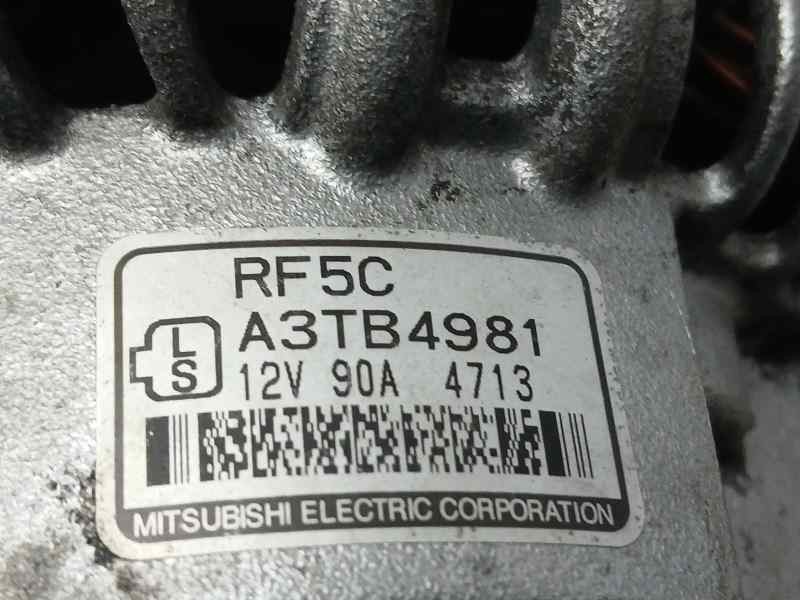 RF5C
A3TB4981
L
S
12V 90A 4713
MITSUBISHI ELECTRIC CORPORATION